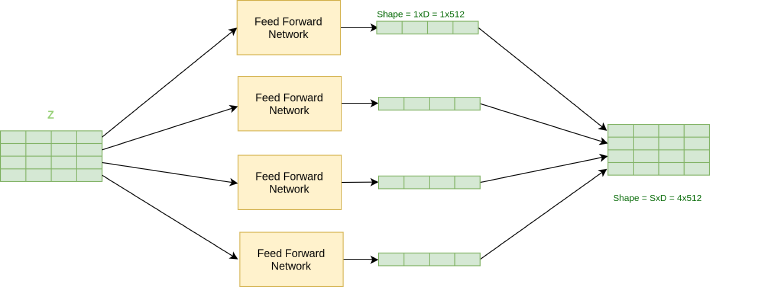 Shape = 1xD = 1x512
Feed Forward
Network
Z
Feed Forward
Network
Feed Forward
Network
Shape = SxD = 4x512
Feed Forward
Network